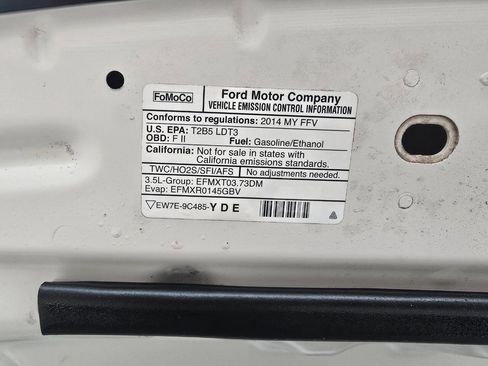 FoMoCo
Ford Motor Company
VEHICLE EMISSION CONTROL INFORMATION
Conforms to regulations: 2014 MY FFV
U.S. EPA: T2B5 LDT3
OBD: F II Fuel: Gasoline/Ethanol
California: Not for sale in states with
California emissions standards.
TWC/HO2S/SFI/AFS No adjustments needed.
3.5L-Group: EFMXT03.73DM
Evap: EFMXR0145GBV
EW7E-9C485-Y D E